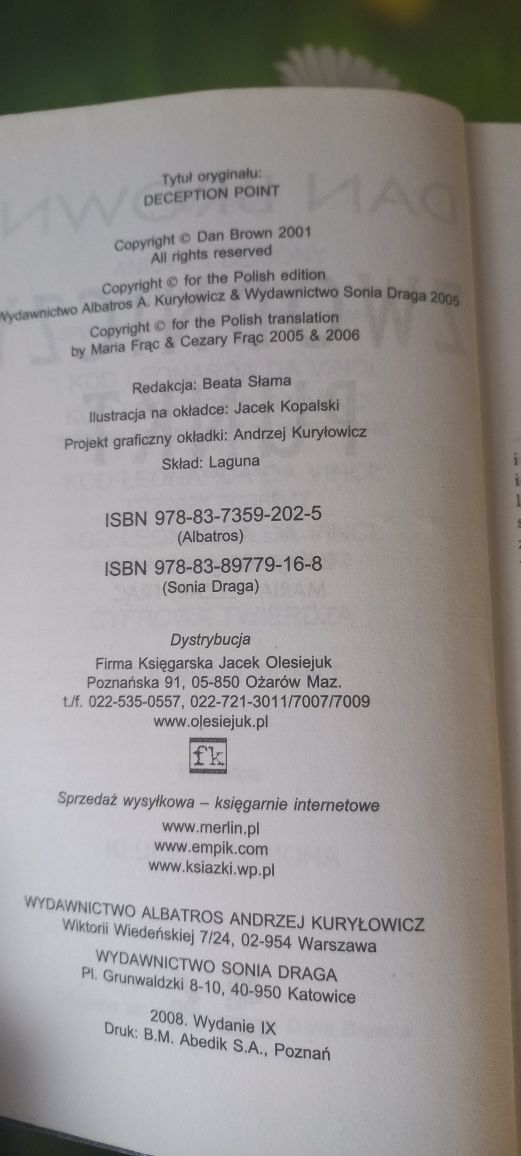 Tytuł oryginału:
DECEPTION POINT
Copyright © Dan Brown 2001
All rights reserved
Copyright © for the Polish edition
Wydawnictwo Albatros A. Kuryłowicz & Wydawnictwo Sonia Draga 2005
Copyright © for the Polish translation
by Maria Frąc & Cezary Frąc 2005 & 2006
Redakcja: Beata Słama
Ilustracja na okładce: Jacek Kopalski
Projekt graficzny okładki: Andrzej Kuryłowicz
Skład: Laguna
ISBN 978-83-7359-202-5
(Albatros)
ISBN 978-83-89779-16-8
(Sonia Draga)
Dystrybucja
Firma Księgarska Jacek Olesiejuk
Poznańska 91, 05-850 Ożarów Maz.
t./f. 022-535-0557, 022-721-3011/7007/7009
www.olesiejuk.pl
fk
Sprzedaż wysyłkowa – księgarnie internetowe
www.merlin.pl
www.empik.com
www.ksiazki.wp.pl
WYDAWNICTWO ALBATROS ANDRZEJ KURYŁOWICZ
Wiktorii Wiedeńskiej 7/24, 02-954 Warszawa
WYDAWNICTWO SONIA DRAGA
Pl. Grunwaldzki 8-10, 40-950 Katowice
2008. Wydanie IX
Druk: B.M. Abedik S.A., Poznań